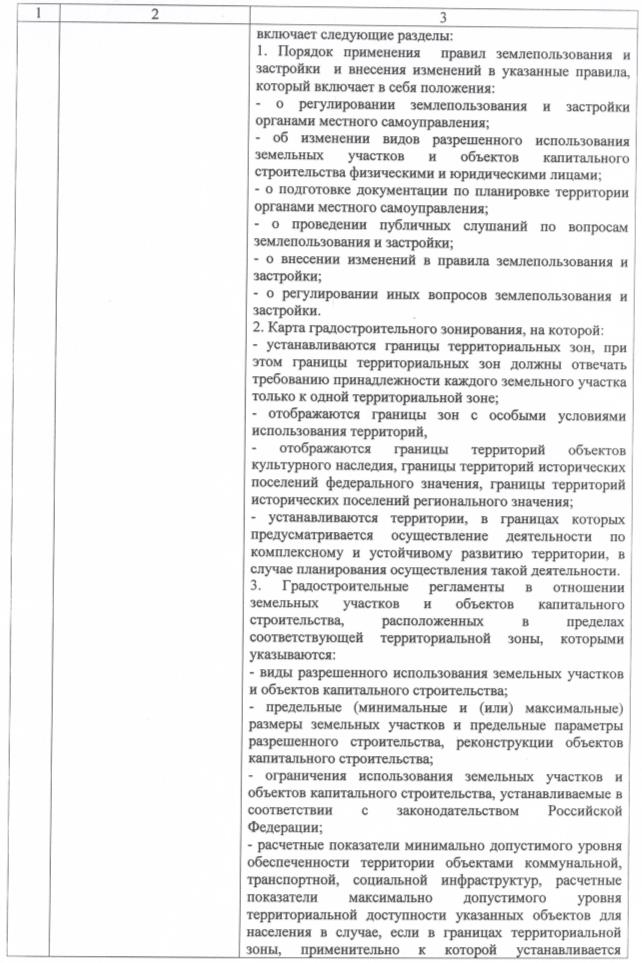 1 2 3
включает следующие разделы:
1. Порядок применения правил землепользования и
застройки и внесения изменений в указанные правила,
который включает в себя положения:
- о регулировании землепользования и застройки
органами местного самоуправления;
- об изменении видов разрешенного использования
земельных участков и объектов капитального
строительства физическими и юридическими лицами;
- о подготовке документации по планировке территории
органами местного самоуправления;
- о проведении публичных слушаний по вопросам
землепользования и застройки;
- о внесении изменений в правила землепользования и
застройки;
- о регулировании иных вопросов землепользования и
застройки.
2. Карта градостроительного зонирования, на которой:
- устанавливаются границы территориальных зон, при
этом границы территориальных зон должны отвечать
требованию принадлежности каждого земельного участка
только к одной территориальной зоне;
- отображаются границы зон с особыми условиями
использования территорий,
- отображаются границы территорий объектов
культурного наследия, границы территорий исторических
поселений федерального значения, границы территорий
исторических поселений регионального значения;
- устанавливаются территории, в границах которых
предусматривается осуществление деятельности по
комплексному и устойчивому развитию территории, в
случае планирования осуществления такой деятельности.
3. Градостроительные регламенты в отношении
земельных участков и объектов капитального
строительства, расположенных в пределах
соответствующей территориальной зоны, которыми
указываются:
- виды разрешенного использования земельных участков
и объектов капитального строительства;
- предельные (минимальные и (или) максимальные)
размеры земельных участков и предельные параметры
разрешенного строительства, реконструкции объектов
капитального строительства;
- ограничения использования земельных участков и
объектов капитального строительства, устанавливаемые в
соответствии с законодательством Российской
Федерации;
- расчетные показатели минимально допустимого уровня
обеспеченности территории объектами коммунальной,
транспортной, социальной инфраструктур, расчетные
показатели максимально допустимого уровня
территориальной доступности указанных объектов для
населения в случае, если в границах территориальной
зоны, применительно к которой устанавливается